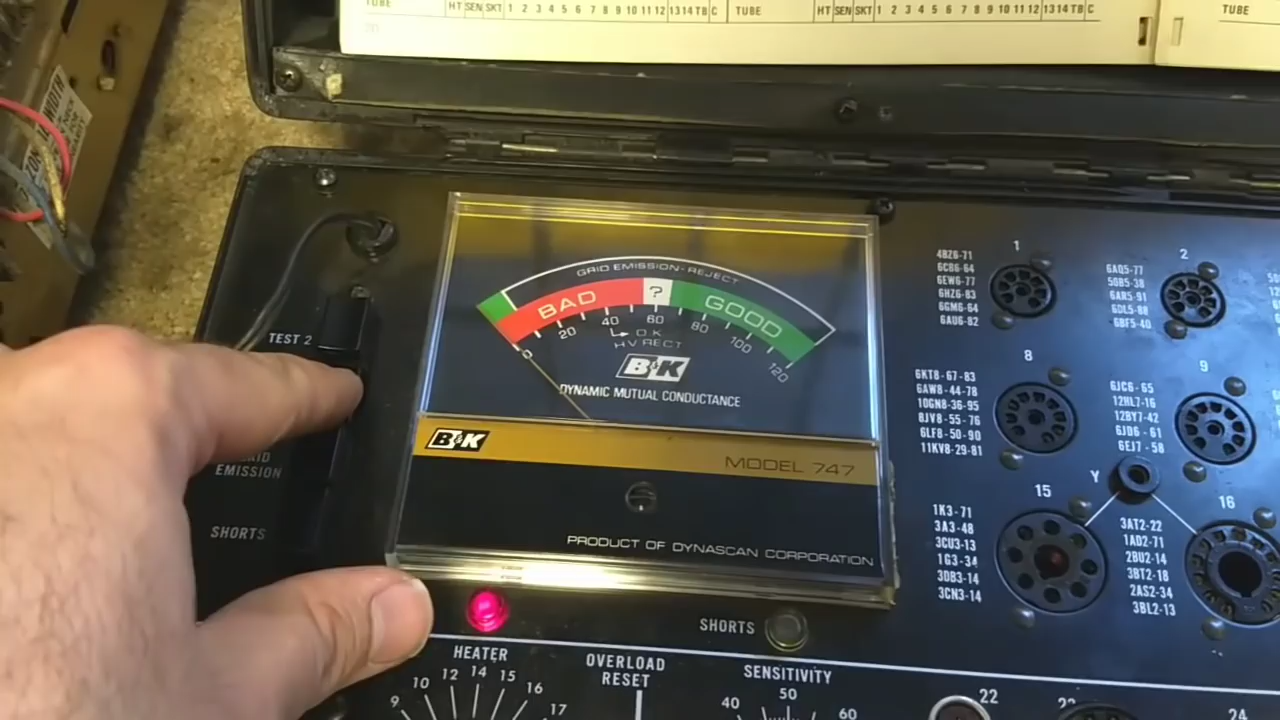 TUBE HT SEN SKT 1 2 3 4 5 6 7 8 9 10 11 12 13 14 TB C TUBE HT SEN SKT 1 2 3 4 5 6 7 8 9 10 11 12 13 14 TB C TUBE
TEST 2
EMISSION
SHORTS
GRID EMISSION-REJECT
BAD ? GOOD
0 20 40 60 80 100 120
O.K
HV RECT
B&K
DYNAMIC MUTUAL CONDUCTANCE
B&K
MODEL 747
PRODUCT OF DYNASCAN CORPORATION
SHORTS
HEATER
9 10 12 14 15 16 17
OVERLOAD
RESET
SENSITIVITY
40 50 60
1
4BZ6-71
6CB6-64
6EW6-77
6HZ6-83
6GM6-64
6AU6-82
2
6AQ5-77
50B5-38
6AR5-91
6DL5-88
6BF5-40
8
6KT8-67-83
6AW8-44-78
10GN8-36-95
8JV8-55-76
6LF8-50-90
11KV8-29-81
9
6JC6-65
12HL7-16
12BY7-42
6JD6-61
6EJ7-58
Y
15
1K3-71
3A3-48
3CU3-13
1G3-34
3DB3-14
3CN3-14
16
3AT2-22
1AD2-71
2BU2-14
3BT2-18
2AS2-34
3BL2-13
22
24